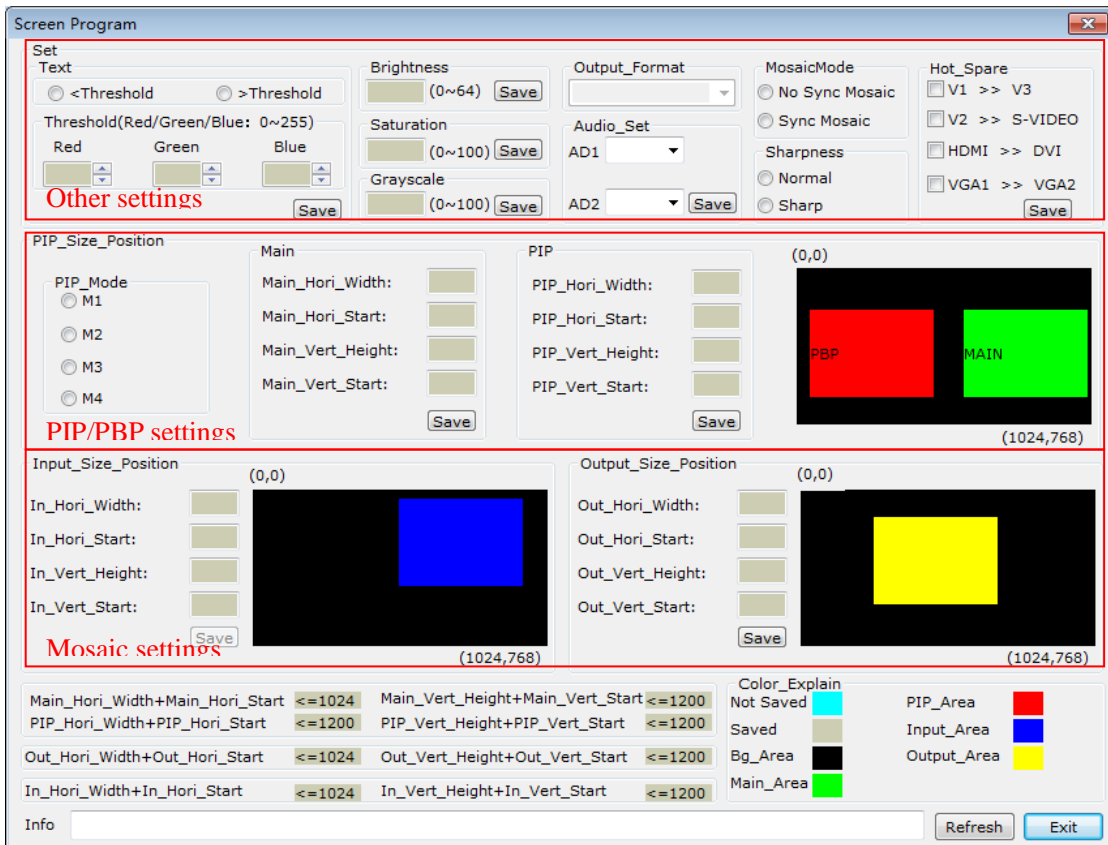 Screen Program
Set
Text
<Threshold >Threshold
Threshold(Red/Green/Blue: 0~255)
Red Green Blue
Save
Other settings
Brightness
(0~64) Save
Saturation
(0~100) Save
Grayscale
(0~100) Save
Output_Format
Audio_Set
AD1
AD2 Save
MosaicMode
No Sync Mosaic
Sync Mosaic
Sharpness
Normal
Sharp
Hot_Spare
V1 >> V3
V2 >> S-VIDEO
HDMI >> DVI
VGA1 >> VGA2
Save
PIP_Size_Position
PIP_Mode
M1
M2
M3
M4
PIP/PBP settings
Main
Main_Hori_Width:
Main_Hori_Start:
Main_Vert_Height:
Main_Vert_Start:
Save
PIP
PIP_Hori_Width:
PIP_Hori_Start:
PIP_Vert_Height:
PIP_Vert_Start:
Save
(0,0)
PBP MAIN
(1024,768)
Input_Size_Position
In_Hori_Width:
In_Hori_Start:
In_Vert_Height:
In_Vert_Start:
Save
Mosaic settings
(0,0)
(1024,768)
Output_Size_Position
Out_Hori_Width:
Out_Hori_Start:
Out_Vert_Height:
Out_Vert_Start:
Save
(0,0)
(1024,768)
Main_Hori_Width+Main_Hori_Start <=1024 Main_Vert_Height+Main_Vert_Start <=1200
PIP_Hori_Width+PIP_Hori_Start <=1200 PIP_Vert_Height+PIP_Vert_Start <=1200
Out_Hori_Width+Out_Hori_Start <=1024 Out_Vert_Height+Out_Vert_Start <=1200
In_Hori_Width+In_Hori_Start <=1024 In_Vert_Height+In_Vert_Start <=1200
Color_Explain
Not Saved PIP_Area
Saved Input_Area
Bg_Area Output_Area
Main_Area
Info Refresh Exit